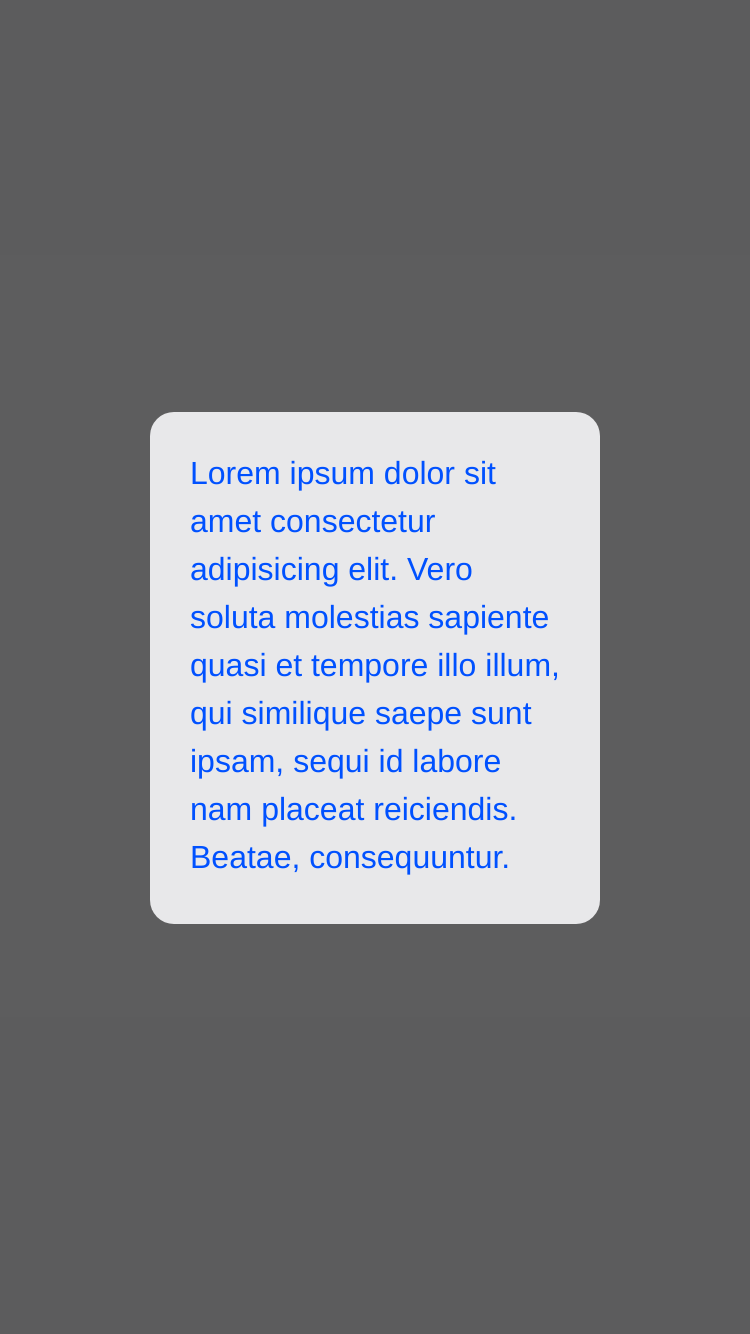 Lorem ipsum dolor sit
amet consectetur
adipisicing elit. Vero
soluta molestias sapiente
quasi et tempore illo illum,
qui similique saepe sunt
ipsam, sequi id labore
nam placeat reiciendis.
Beatae, consequuntur.